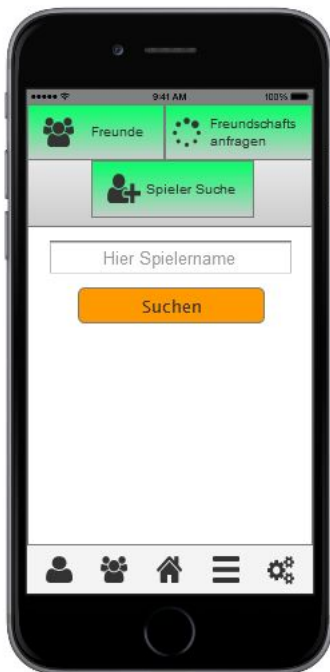 9:41 AM 100%
Freunde
Freundschafts
anfragen
Spieler Suche
Hier Spielername
Suchen